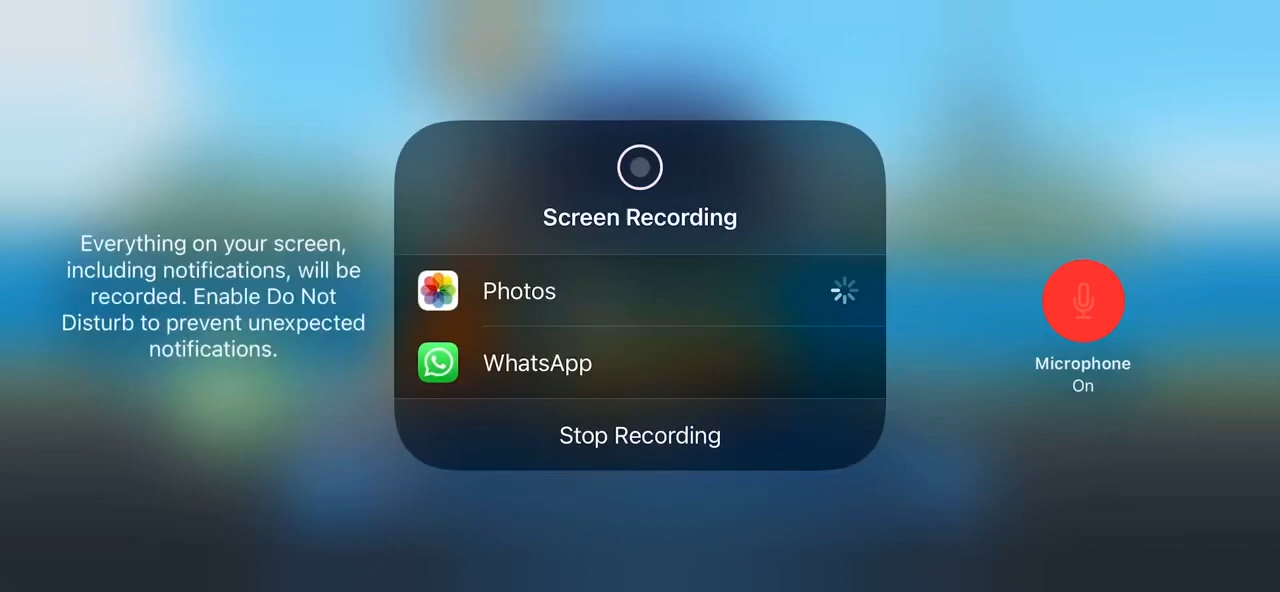 Everything on your screen,
including notifications, will be
recorded. Enable Do Not
Disturb to prevent unexpected
notifications.
Screen Recording
Photos
WhatsApp
Stop Recording
Microphone
On